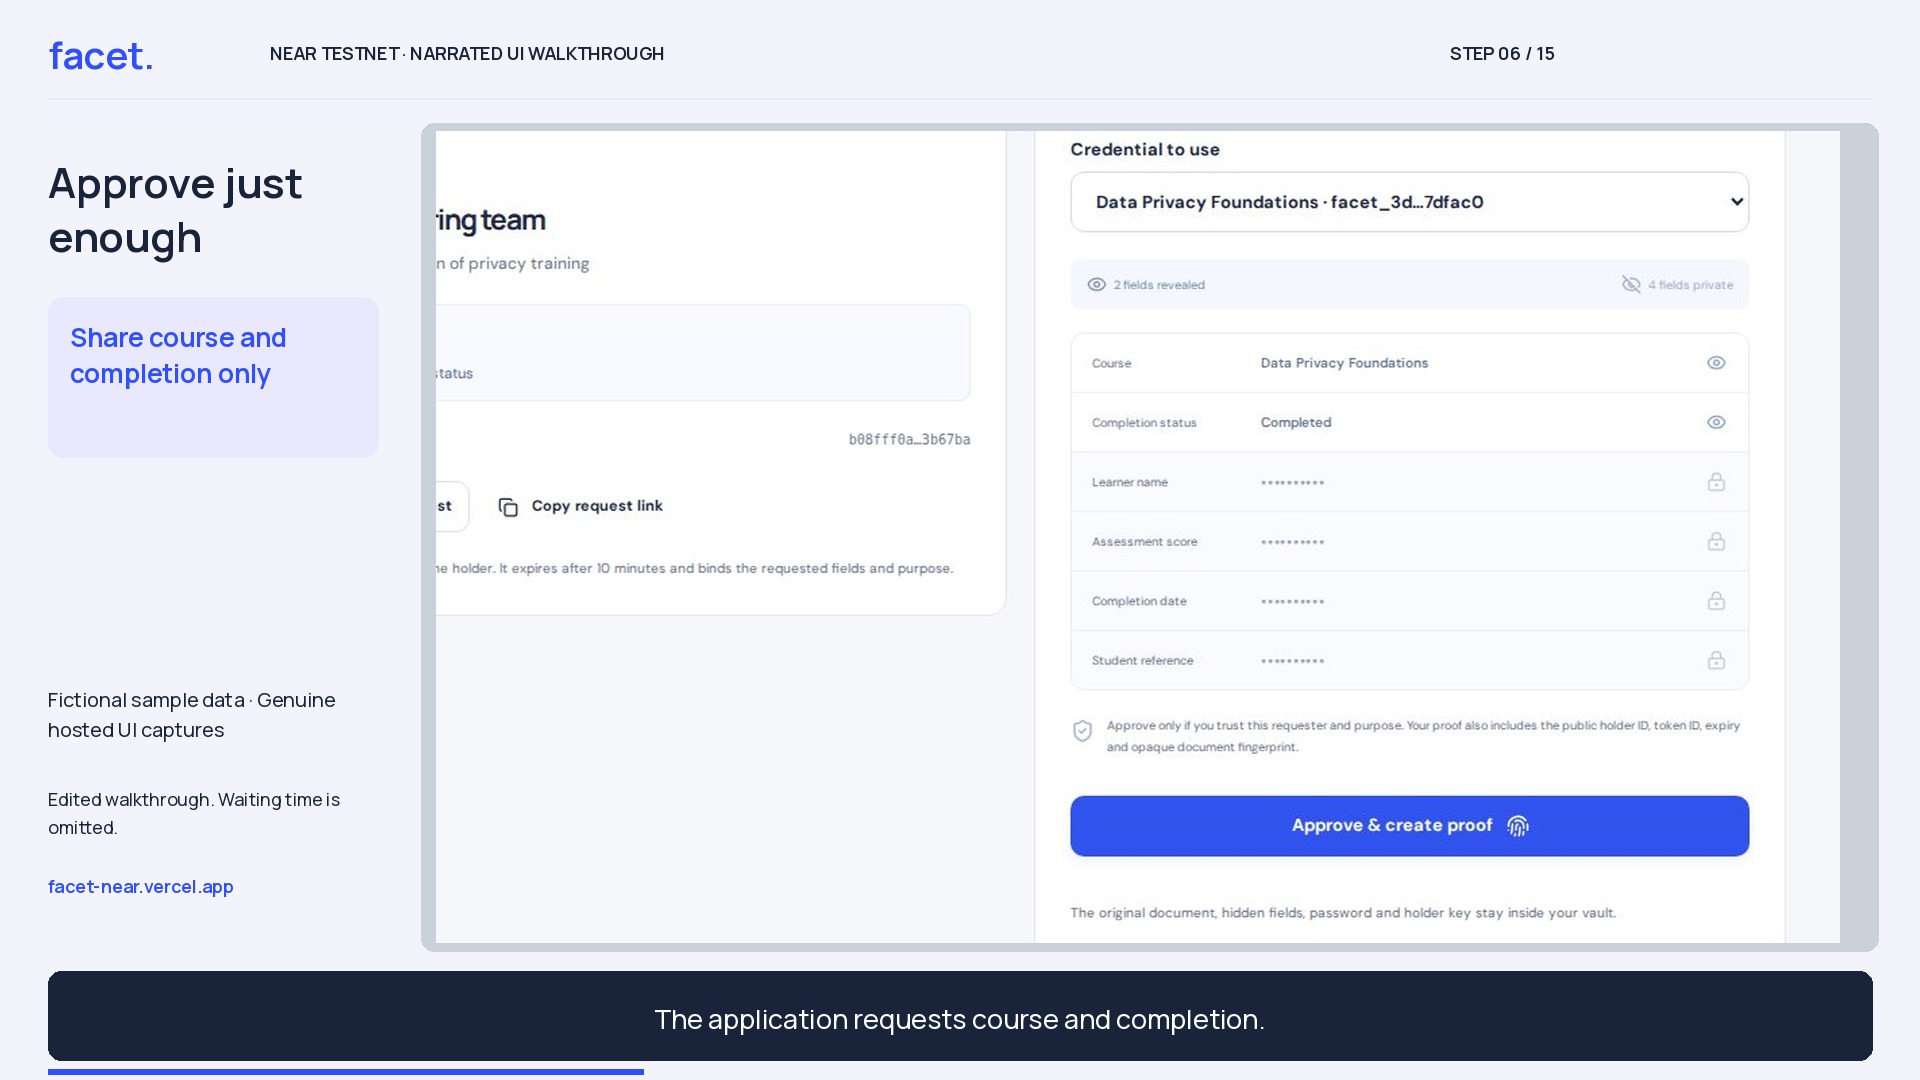 facet.
NEAR TESTNET · NARRATED UI WALKTHROUGH
STEP 06 / 15
Approve just
enough
Share course and
completion only
Fictional sample data · Genuine
hosted UI captures
Edited walkthrough. Waiting time is
omitted.
facet-near.vercel.app
ring team
n of privacy training
status
b08fff0a…3b67ba
st
Copy request link
he holder. It expires after 10 minutes and binds the requested fields and purpose.
Credential to use
Data Privacy Foundations · facet_3d…7dfac0
2 fields revealed
4 fields private
Course Data Privacy Foundations
Completion status Completed
Learner name ••••••••••
Assessment score ••••••••••
Completion date ••••••••••
Student reference ••••••••••
Approve only if you trust this requester and purpose. Your proof also includes the public holder ID, token ID, expiry
and opaque document fingerprint.
Approve & create proof
The original document, hidden fields, password and holder key stay inside your vault.
The application requests course and completion.